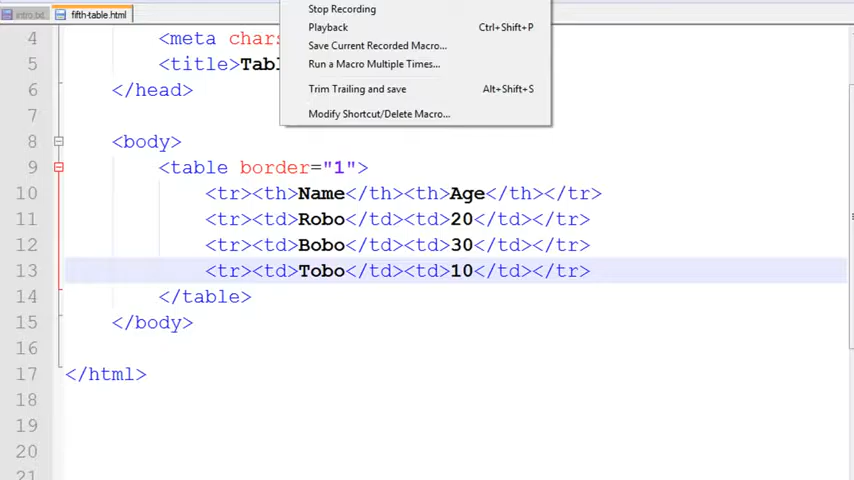 Stop Recording
Playback Ctrl+Shift+P
Save Current Recorded Macro...
Run a Macro Multiple Times...
Trim Trailing and save Alt+Shift+S
Modify Shortcut/Delete Macro...
intro.txt fifth-table.html
4 <meta chars
5 <title>Tabl
6 </head>
7
8 <body>
9 <table border="1">
10 <tr><th>Name</th><th>Age</th></tr>
11 <tr><td>Robo</td><td>20</td></tr>
12 <tr><td>Bobo</td><td>30</td></tr>
13 <tr><td>Tobo</td><td>10</td></tr>
14 </table>
15 </body>
16
17 </html>
18
19
20
21